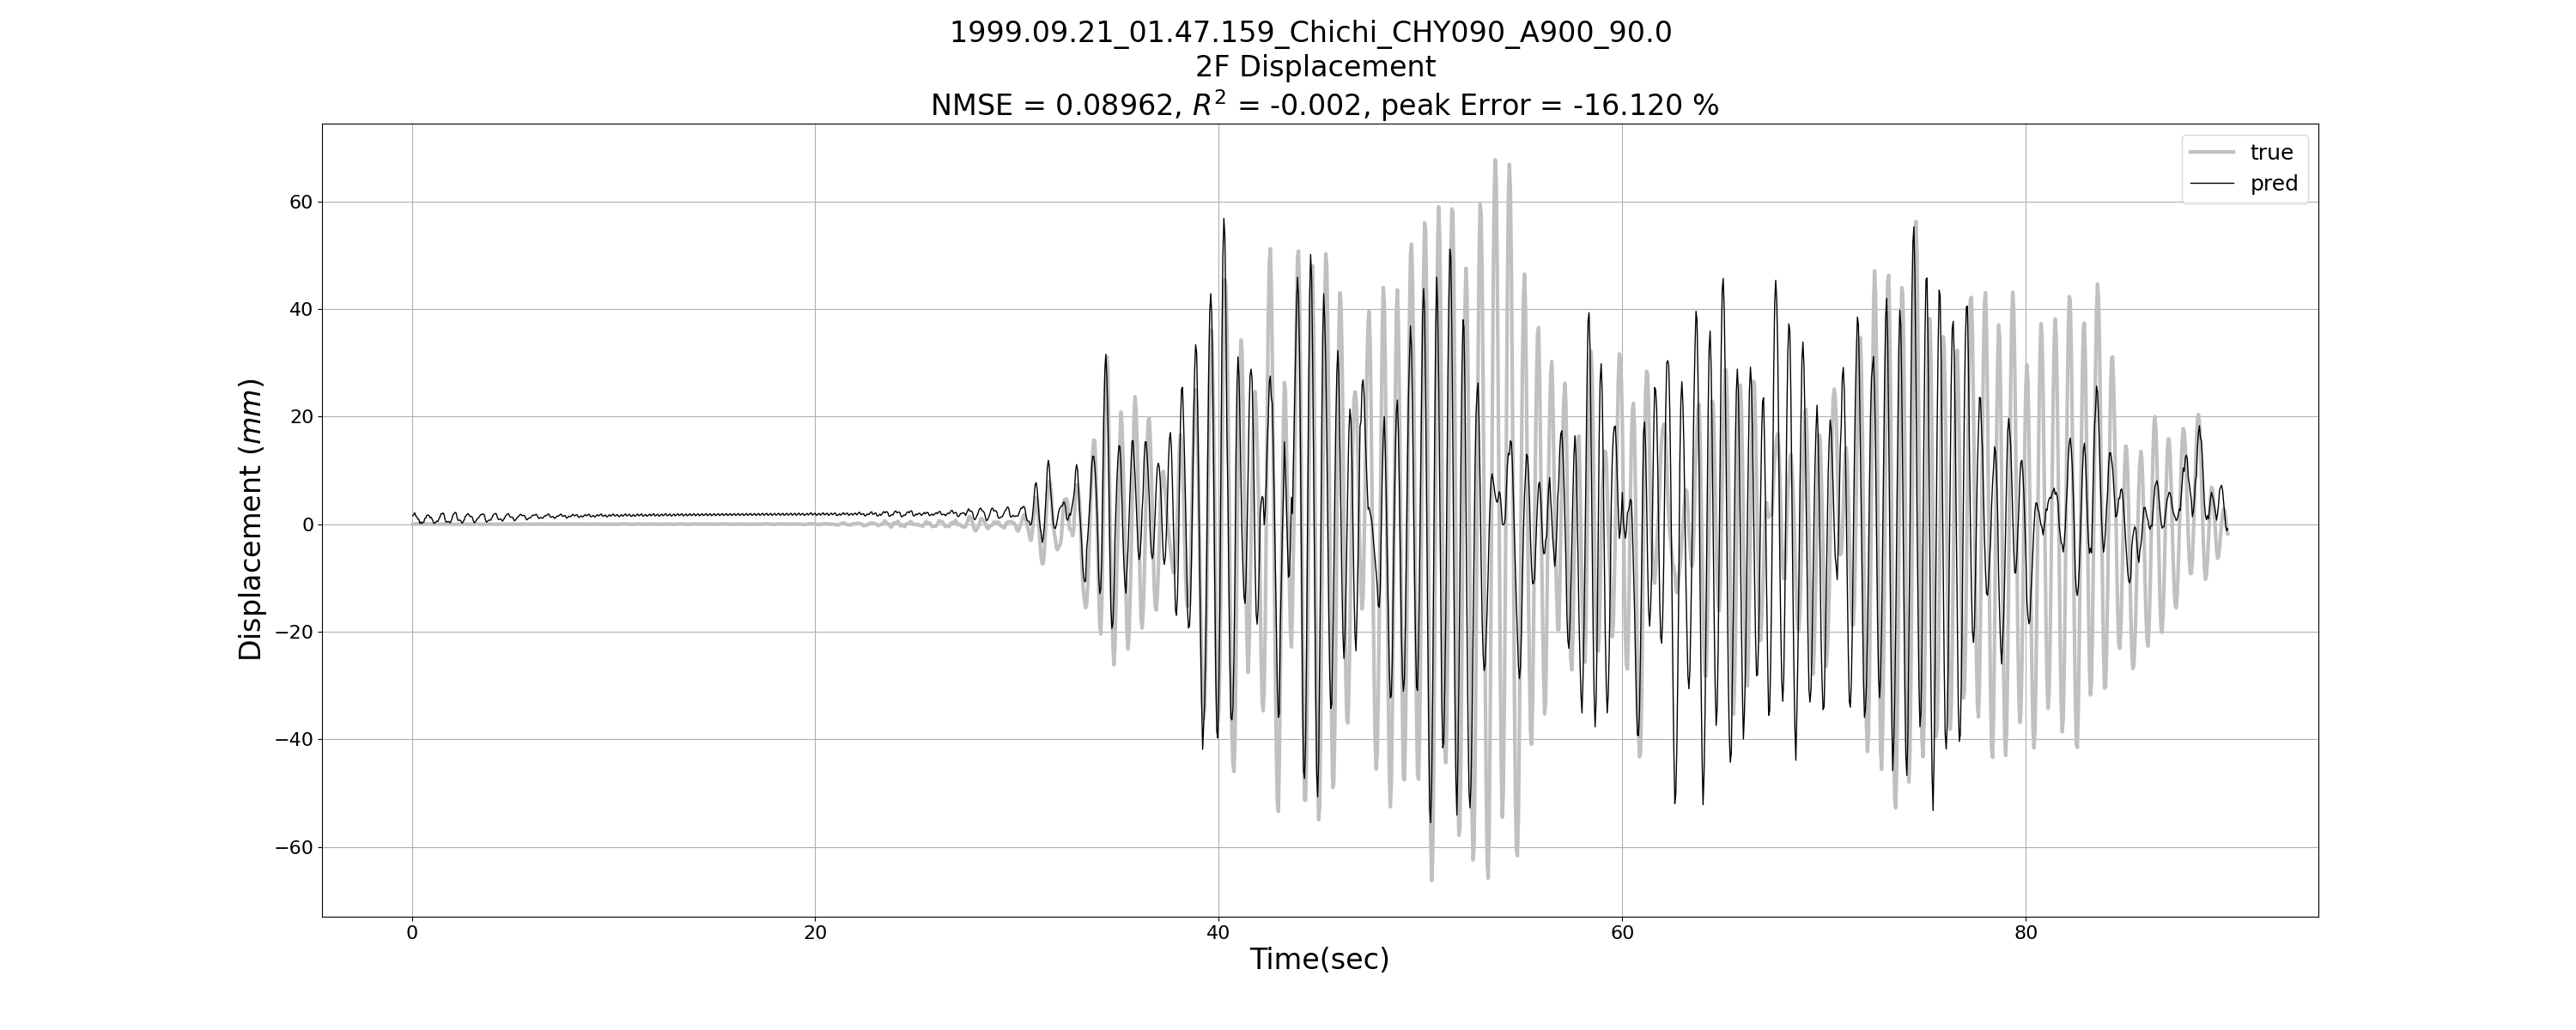 1999.09.21_01.47.159_Chichi_CHY090_A900_90.0
2F Displacement
NMSE = 0.08962, R² = -0.002, peak Error = -16.120 %
true
pred
60
40
20
0
−20
−40
−60
Displacement (mm)
0 20 40 60 80
Time(sec)